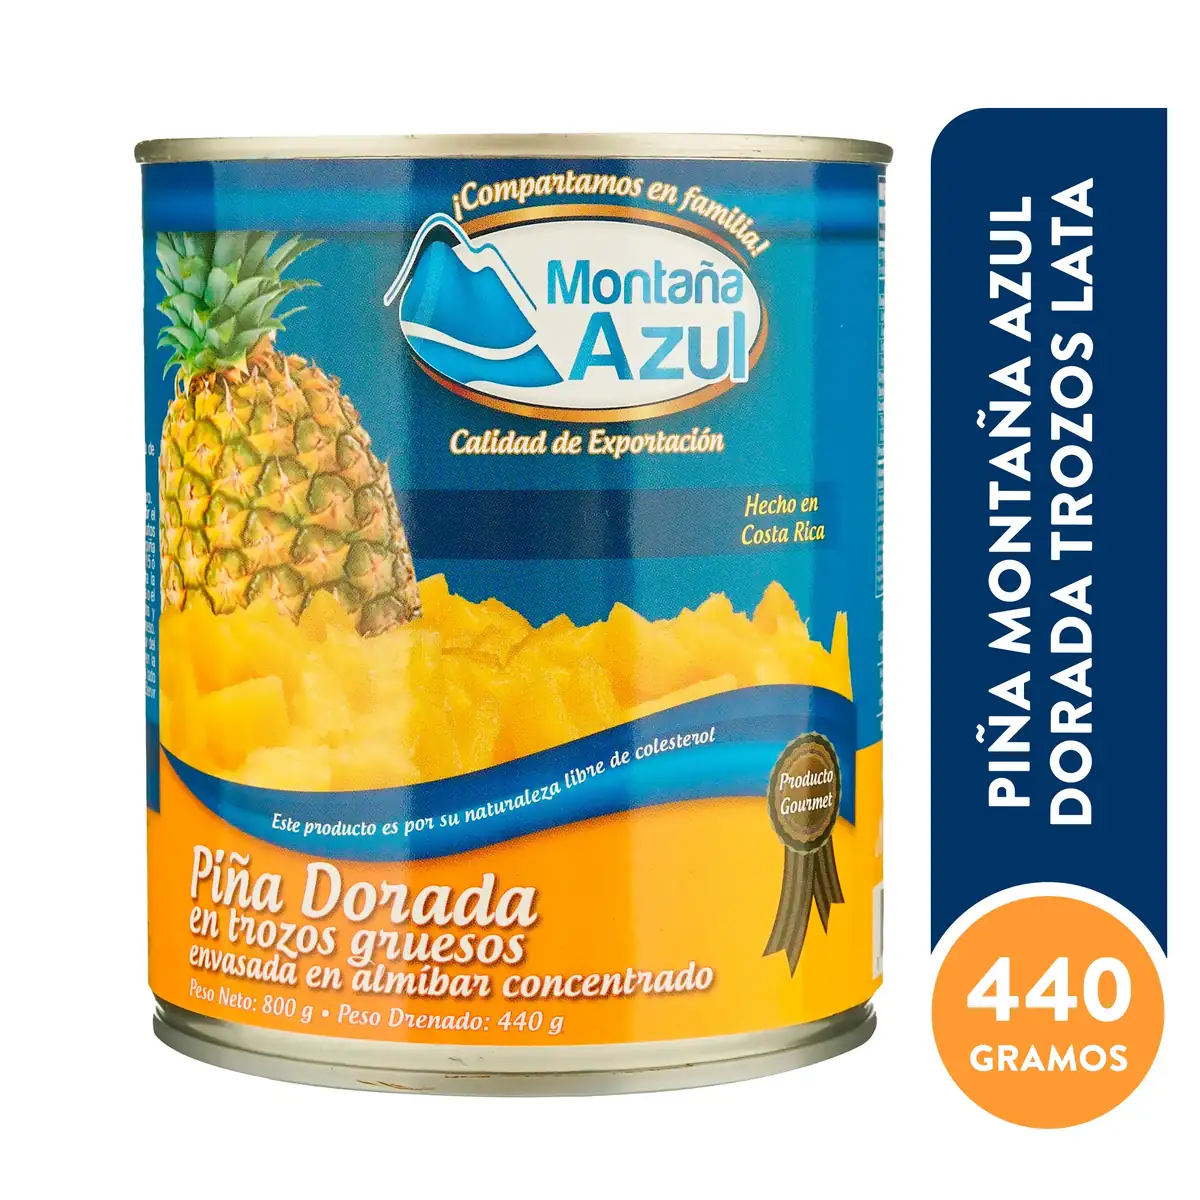 ¡Compartamos en familia!
Montaña
Azul
Calidad de Exportación
Hecho en
Costa Rica
Este producto es por su naturaleza libre de colesterol
Producto
Gourmet
Piña Dorada
en trozos gruesos
envasada en almíbar concentrado
Peso Neto: 800 g • Peso Drenado: 440 g
PIÑA MONTAÑA AZUL
DORADA TROZOS LATA
440
GRAMOS